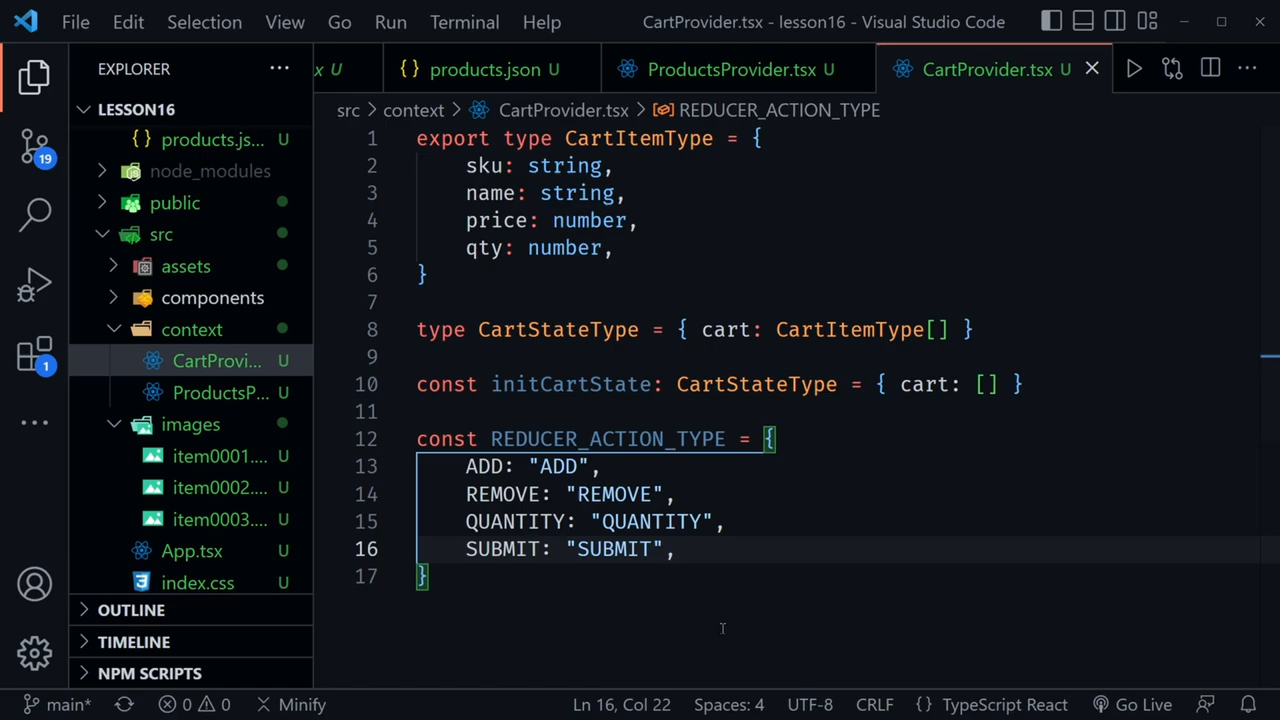 File Edit Selection View Go Run Terminal Help CartProvider.tsx - lesson16 - Visual Studio Code
EXPLORER
x U
products.json U
ProductsProvider.tsx U
CartProvider.tsx U
LESSON16
products.js... U
node_modules
public
src
assets
components
context
CartProvi... U
ProductsP... U
images
item0001.... U
item0002.... U
item0003.... U
App.tsx U
index.css U
OUTLINE
TIMELINE
NPM SCRIPTS
19
1
src > context > CartProvider.tsx > REDUCER_ACTION_TYPE
1 export type CartItemType = {
2 sku: string,
3 name: string,
4 price: number,
5 qty: number,
6 }
7
8 type CartStateType = { cart: CartItemType[] }
9
10 const initCartState: CartStateType = { cart: [] }
11
12 const REDUCER_ACTION_TYPE = {
13 ADD: "ADD",
14 REMOVE: "REMOVE",
15 QUANTITY: "QUANTITY",
16 SUBMIT: "SUBMIT",
17 }
main* 0 0 Minify Ln 16, Col 22 Spaces: 4 UTF-8 CRLF {} TypeScript React Go Live